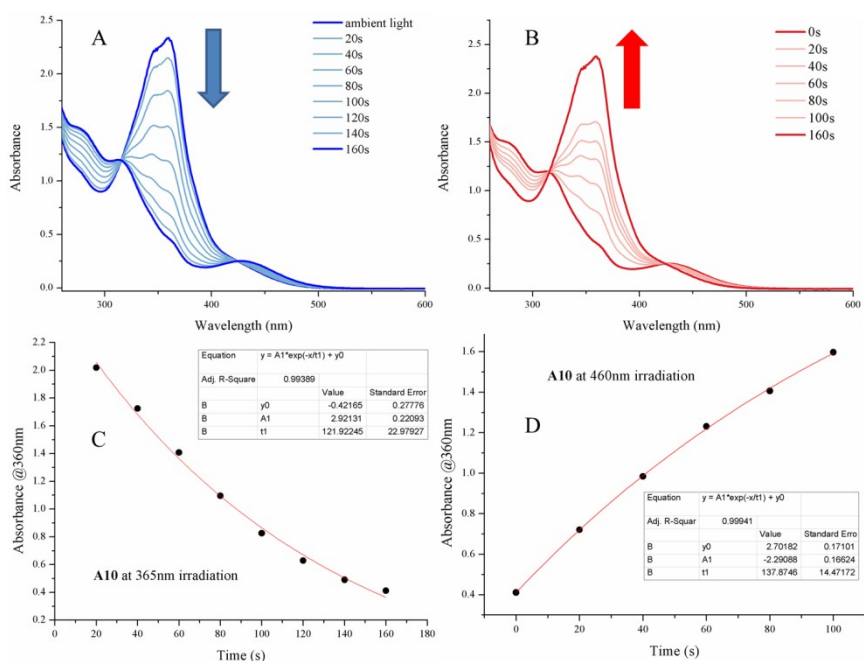 A
ambient light
20s
40s
60s
80s
100s
120s
140s
160s
2.5
2.0
1.5
1.0
0.5
0.0
Absorbance
300
400
500
600
Wavelength (nm)
B
0s
20s
40s
60s
80s
100s
160s
2.5
2.0
1.5
1.0
0.5
0.0
Absorbance
300
400
500
600
Wavelength (nm)
C
Equation y = A1*exp(-x/t1) + y0
Adj. R-Square 0.99389
Value Standard Error
B y0 -0.42165 0.27776
B A1 2.92131 0.22093
B t1 121.92245 22.97927
2.2
2.0
1.8
1.6
1.4
1.2
1.0
0.8
0.6
0.4
0.2
Absorbance @360nm
A10 at 365nm irradiation
0 20 40 60 80 100 120 140 160 180
Time (s)
D
A10 at 460nm irradiation
1.6
1.4
1.2
1.0
0.8
0.6
0.4
Absorbance @360nm
Equation y = A1*exp(-x/t1) + y0
Adj. R-Squar 0.99941
Value Standard Erro
B y0 2.70182 0.17101
B A1 -2.29088 0.16624
B t1 137.8746 14.47172
0 20 40 60 80 100
Time (s)